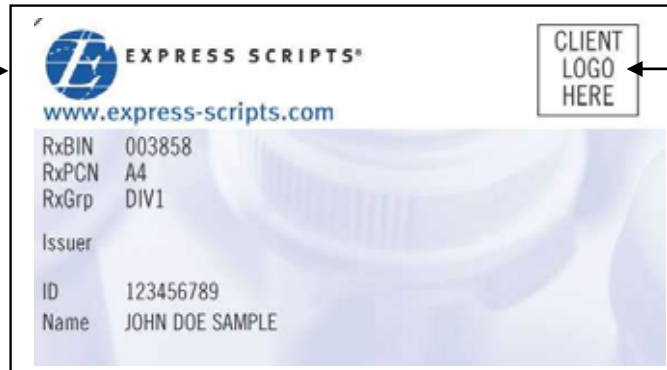 E EXPRESS SCRIPTS®
CLIENT
LOGO
HERE
www.express-scripts.com
RxBIN 003858
RxPCN A4
RxGrp DIV1
Issuer
ID 123456789
Name JOHN DOE SAMPLE